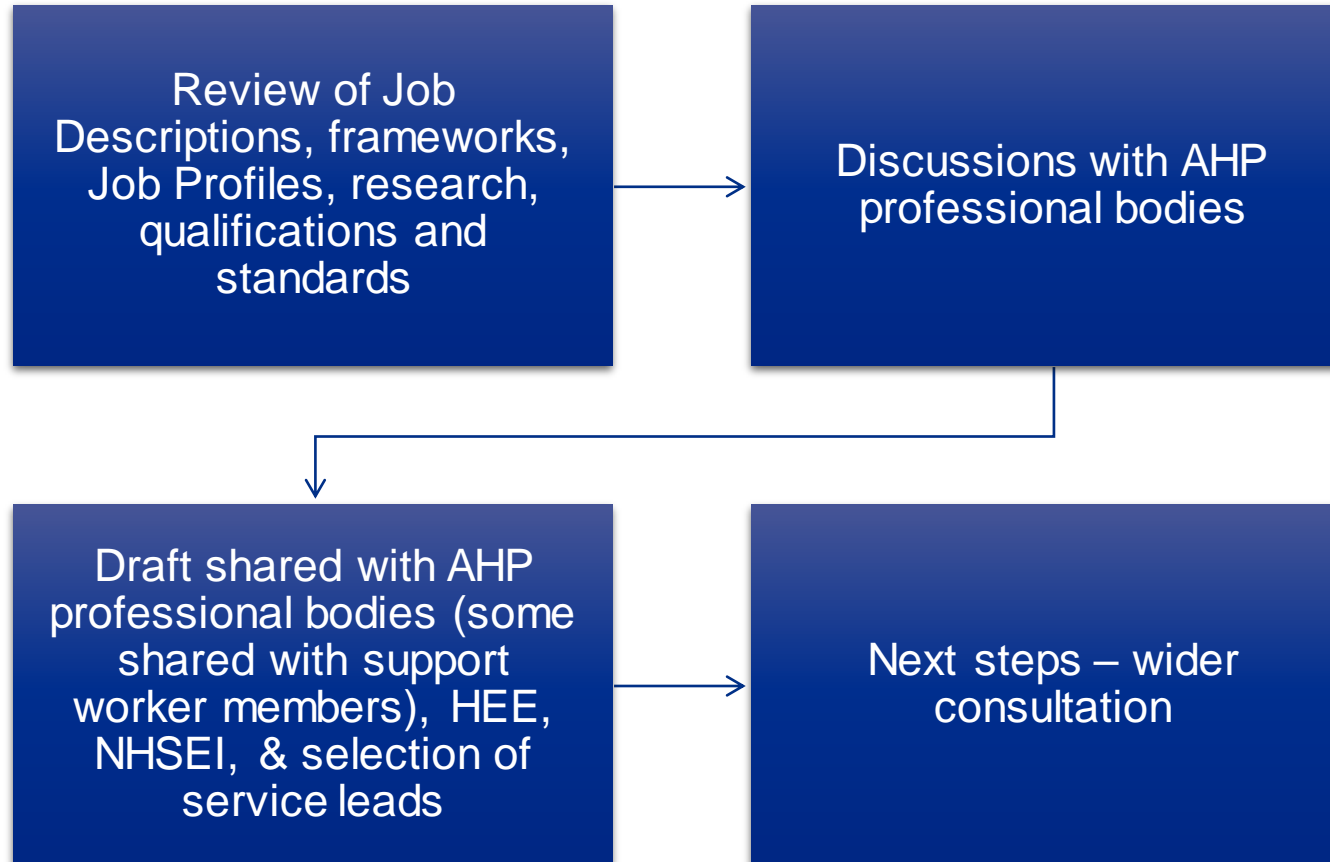 Review of Job
Descriptions, frameworks,
Job Profiles, research,
qualifications and
standards
Discussions with AHP
professional bodies
Draft shared with AHP
professional bodies (some
shared with support
worker members), HEE,
NHSEI, & selection of
service leads
Next steps – wider
consultation